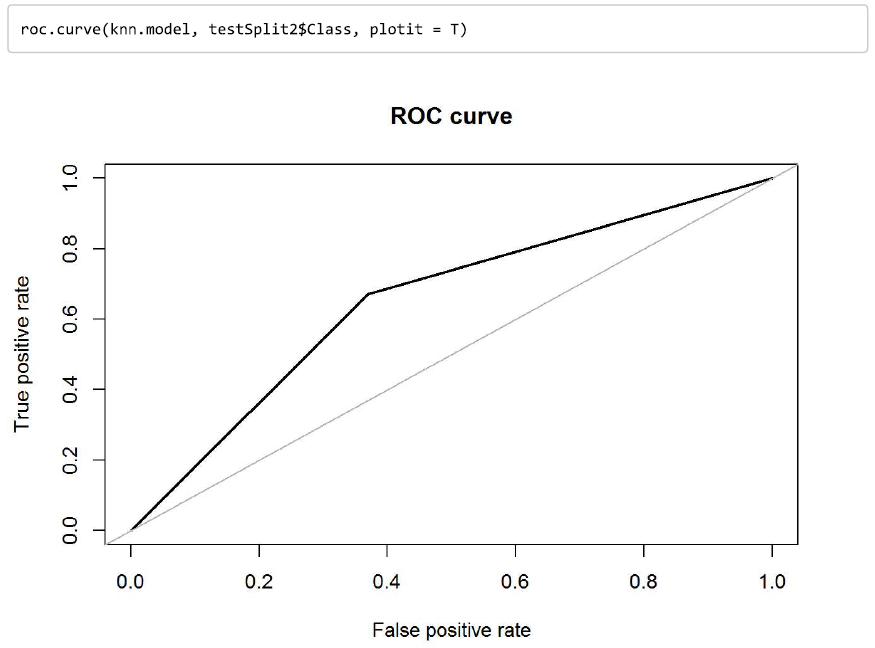 roc.curve(knn.model, testSplit2$Class, plotit = T)
ROC curve
True positive rate
1.0
0.8
0.6
0.4
0.2
0.0
0.0 0.2 0.4 0.6 0.8 1.0
False positive rate